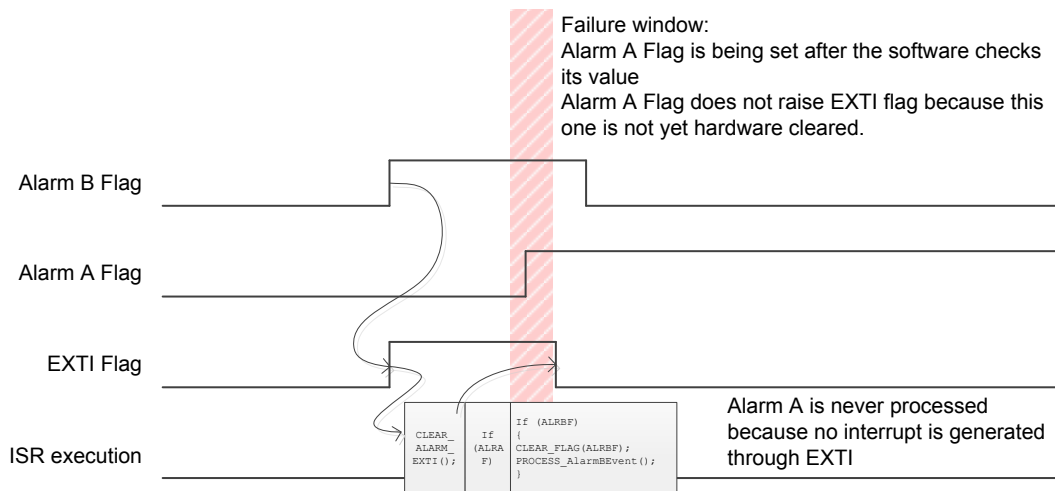 Failure window:
Alarm A Flag is being set after the software checks
its value
Alarm A Flag does not raise EXTI flag because this
one is not yet hardware cleared.
Alarm B Flag
Alarm A Flag
EXTI Flag
ISR execution
CLEAR_
ALARM_
EXTI();
If
(ALRA
F)
If (ALRBF)
{
CLEAR_FLAG(ALRBF);
PROCESS_AlarmBEvent();
}
Alarm A is never processed
because no interrupt is generated
through EXTI